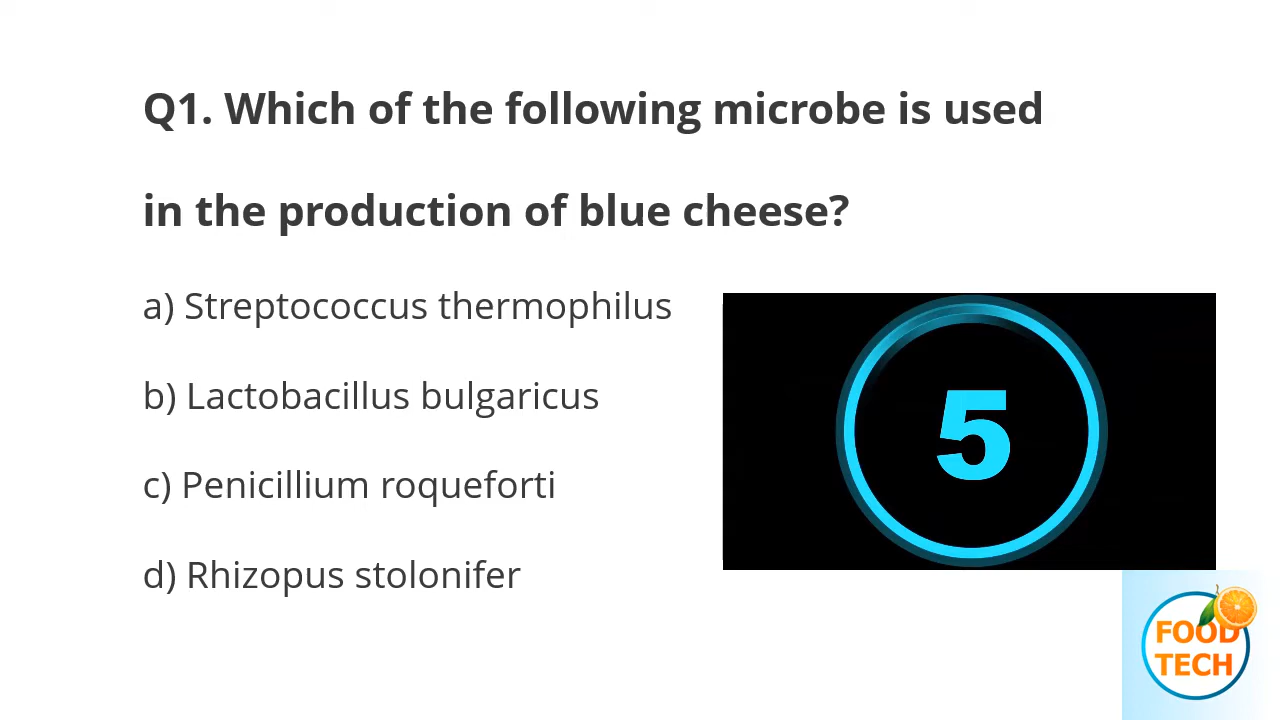 Q1. Which of the following microbe is used
in the production of blue cheese?
a) Streptococcus thermophilus
b) Lactobacillus bulgaricus
c) Penicillium roqueforti
d) Rhizopus stolonifer
5
FOOD
TECH